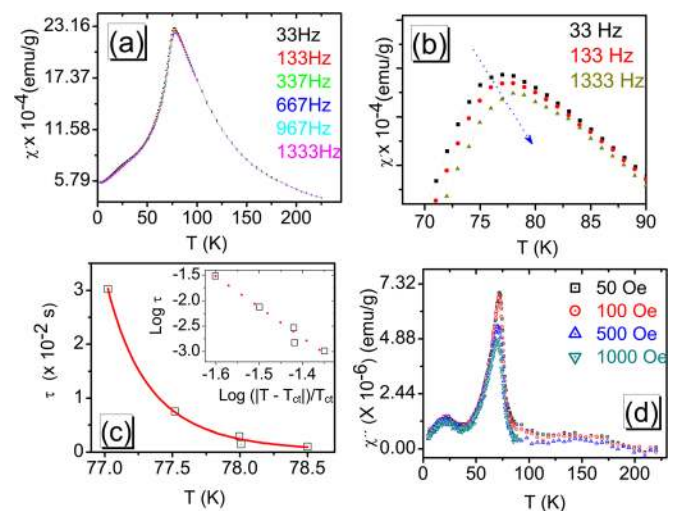 (a)
23.16
17.37
11.58
5.79
χ' x 10⁻⁴ (emu/g)
33Hz
133Hz
337Hz
667Hz
967Hz
1333Hz
0 50 100 150 200
T (K)
(b)
χ' x 10⁻⁴ (emu/g)
33 Hz
133 Hz
1333 Hz
70 75 80 85 90
T (K)
(c)
τ (x 10⁻² s)
3
2
1
0
77.0 77.5 78.0 78.5
T (K)
Log τ
-1.5
-2.0
-2.5
-3.0
-1.6 -1.5 -1.4
Log (|T - T_ct|)/T_ct
(d)
χ'' (X 10⁻⁶) (emu/g)
7.32
4.88
2.44
0.00
50 Oe
100 Oe
500 Oe
1000 Oe
0 50 100 150 200
T (K)